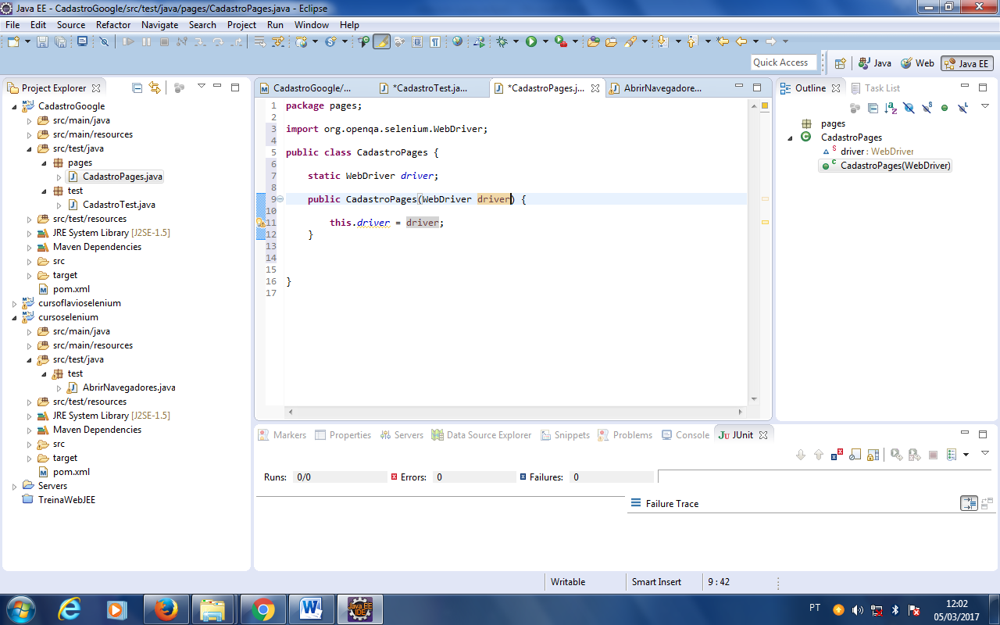 Java EE - CadastroGoogle/src/test/java/pages/CadastroPages.java - Eclipse
File Edit Source Refactor Navigate Search Project Run Window Help
Quick Access
Java
Web
Java EE
Project Explorer
CadastroGoogle
src/main/java
src/main/resources
src/test/java
pages
CadastroPages.java
test
CadastroTest.java
src/test/resources
JRE System Library [J2SE-1.5]
Maven Dependencies
src
target
pom.xml
cursoflavioselenium
cursoselenium
src/main/java
src/main/resources
src/test/java
test
AbrirNavegadores.java
src/test/resources
JRE System Library [J2SE-1.5]
Maven Dependencies
src
target
pom.xml
Servers
TreinaWebJEE
CadastroGoogle/...
*CadastroTest.ja...
*CadastroPages.j...
AbrirNavegadore...
1 package pages;
2
3 import org.openqa.selenium.WebDriver;
4
5 public class CadastroPages {
6
7 static WebDriver driver;
8
9 public CadastroPages(WebDriver driver) {
10
11 this.driver = driver;
12 }
13
14
15
16 }
17
Outline
Task List
pages
CadastroPages
driver : WebDriver
CadastroPages(WebDriver)
Markers Properties Servers Data Source Explorer Snippets Problems Console JUnit
Runs: 0/0 Errors: 0 Failures: 0
Failure Trace
Writable Smart Insert 9 : 42
PT
12:02
05/03/2017